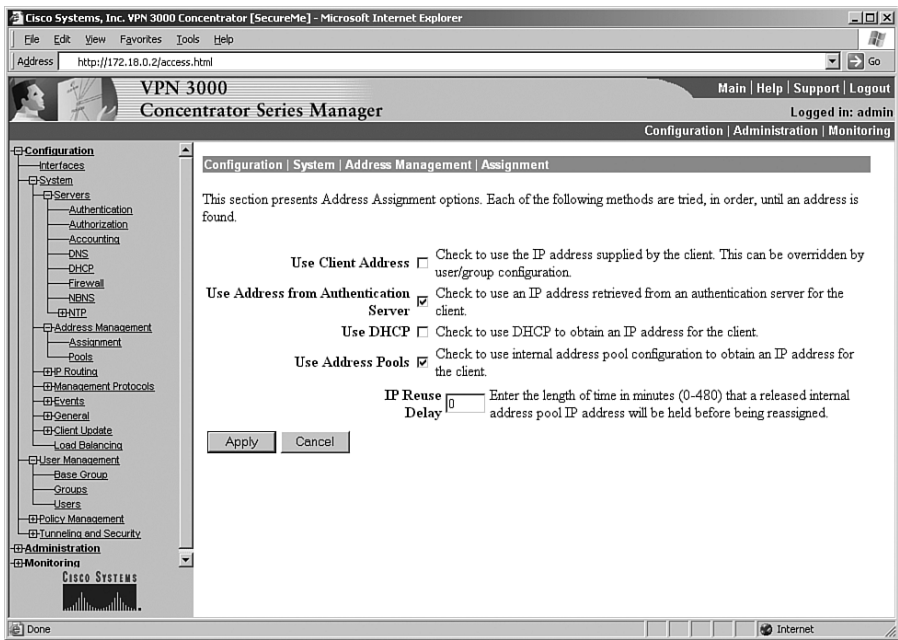 Cisco Systems, Inc. VPN 3000 Concentrator [SecureMe] - Microsoft Internet Explorer
File Edit View Favorites Tools Help
Address http://172.18.0.2/access.html Go
VPN 3000
Concentrator Series Manager
Main | Help | Support | Logout
Logged in: admin
Configuration | Administration | Monitoring
Configuration
Interfaces
System
Servers
Authentication
Authorization
Accounting
DNS
DHCP
Firewall
NBNS
NTP
Address Management
Assignment
Pools
IP Routing
Management Protocols
Events
General
Client Update
Load Balancing
User Management
Base Group
Groups
Users
Policy Management
Tunneling and Security
Administration
Monitoring
CISCO SYSTEMS
Configuration | System | Address Management | Assignment
This section presents Address Assignment options. Each of the following methods are tried, in order, until an address is
found.
Use Client Address Check to use the IP address supplied by the client. This can be overridden by
user/group configuration.
Use Address from Authentication Check to use an IP address retrieved from an authentication server for the
Server client.
Use DHCP Check to use DHCP to obtain an IP address for the client.
Use Address Pools Check to use internal address pool configuration to obtain an IP address for
the client.
IP Reuse 0 Enter the length of time in minutes (0-480) that a released internal
Delay address pool IP address will be held before being reassigned.
Apply Cancel
Done Internet